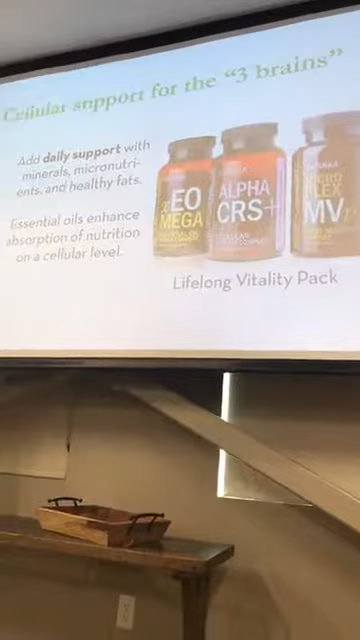 Cellular support for the "3 brains"
Add daily support with
minerals, micronutri-
ents, and healthy fats.
Essential oils enhance
absorption of nutrition
on a cellular level.
EO
MEGA
ALPHA
CRS+
MV
Lifelong Vitality Pack